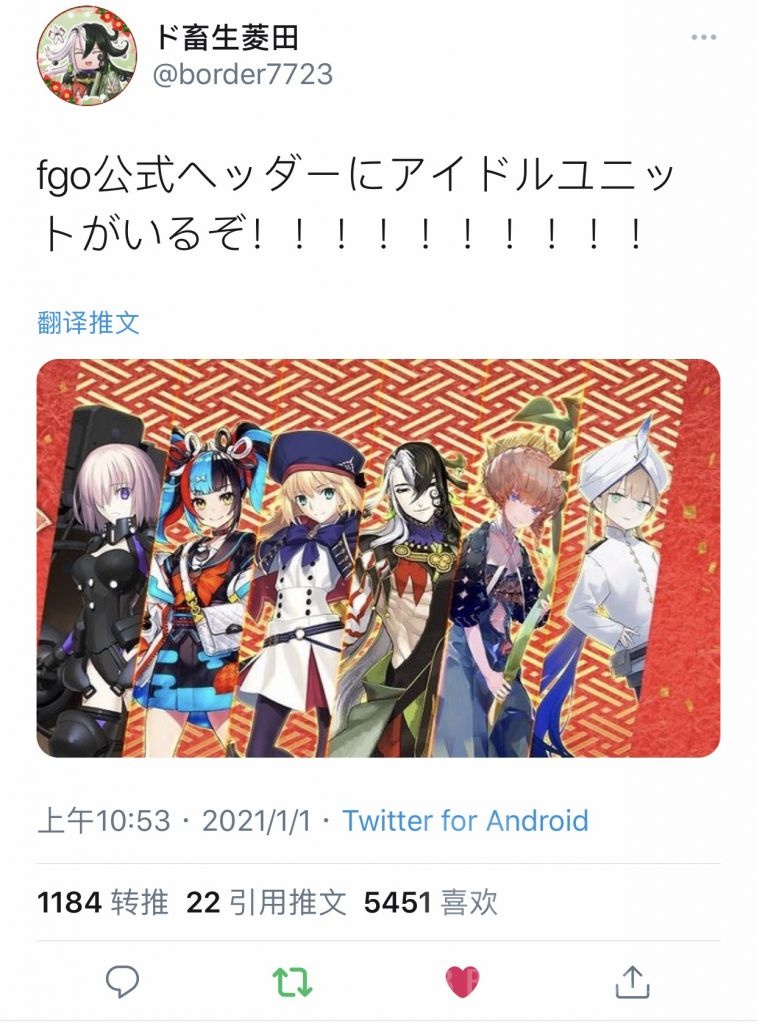 ド畜生菱田
@border7723
fgo公式ヘッダーにアイドルユニッ
トがいるぞ！！！！！！！！！！
翻译推文
上午10:53 · 2021/1/1 · Twitter for Android
1184 转推 22 引用推文 5451 喜欢